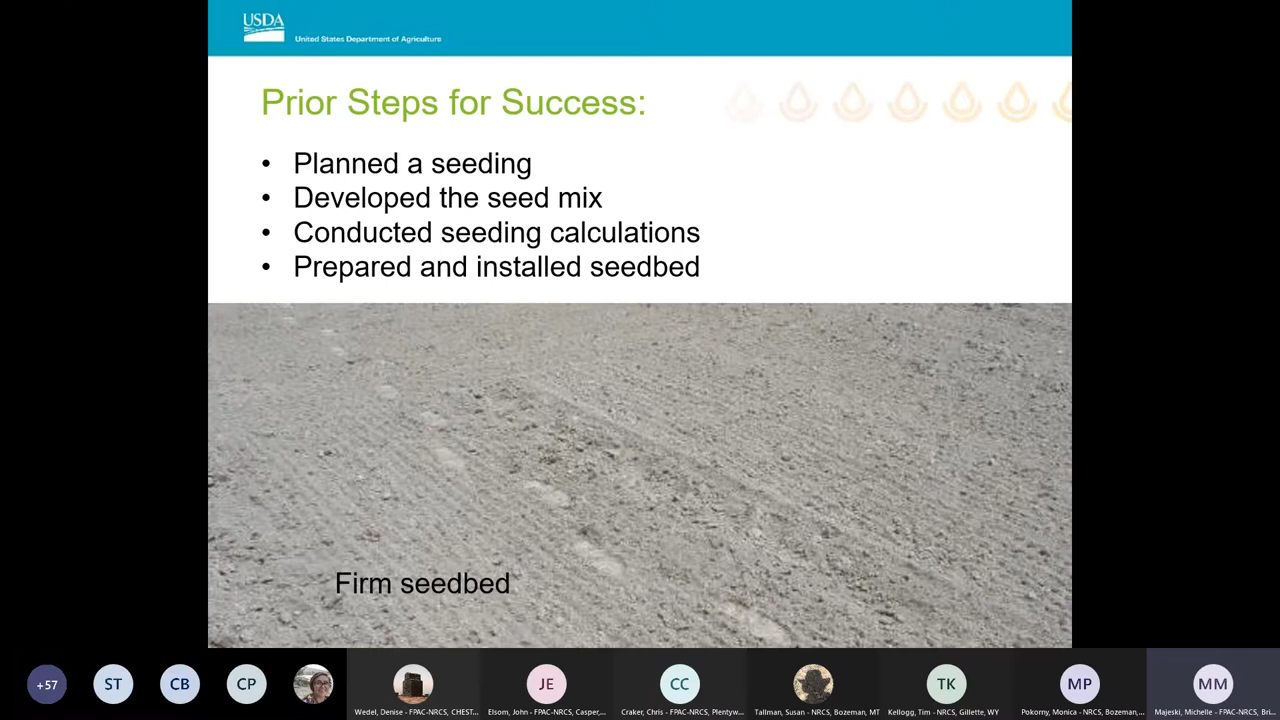 USDA
United States Department of Agriculture
Prior Steps for Success:
• Planned a seeding
• Developed the seed mix
• Conducted seeding calculations
• Prepared and installed seedbed
Firm seedbed
+57
ST
CB
CP
JE
CC
TK
MP
MM
Wedel, Denise - FPAC-NRCS, CHEST...
Elsom, John - FPAC-NRCS, Casper,...
Craker, Chris - FPAC-NRCS, Plentyw...
Tallman, Susan - NRCS, Bozeman, MT
Kellogg, Tim - NRCS, Gillette, WY
Pokorny, Monica - NRCS, Bozeman,...
Majeski, Michelle - FPAC-NRCS, Bri...